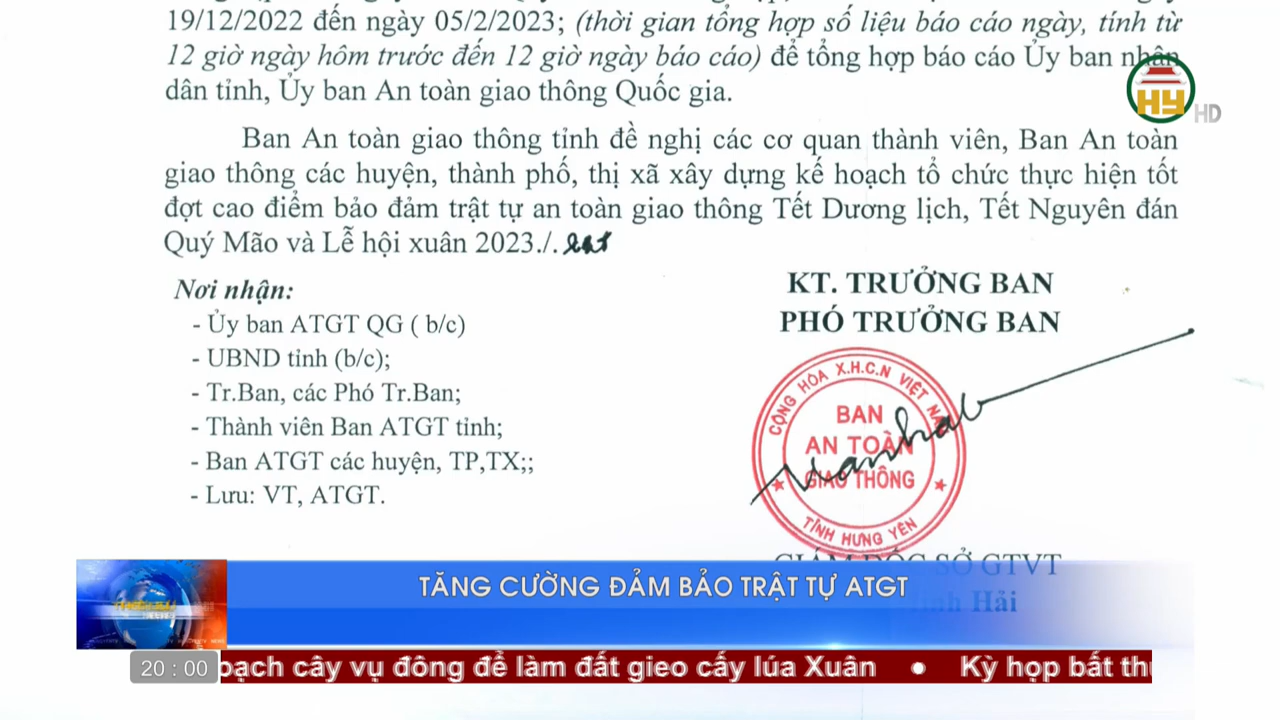 19/12/2022 đến ngày 05/2/2023; (thời gian tổng hợp số liệu báo cáo ngày, tính từ
12 giờ ngày hôm trước đến 12 giờ ngày báo cáo) để tổng hợp báo cáo Ủy ban nhân
dân tỉnh, Ủy ban An toàn giao thông Quốc gia.
HY HD
Ban An toàn giao thông tỉnh đề nghị các cơ quan thành viên, Ban An toàn
giao thông các huyện, thành phố, thị xã xây dựng kế hoạch tổ chức thực hiện tốt
đợt cao điểm bảo đảm trật tự an toàn giao thông Tết Dương lịch, Tết Nguyên đán
Quý Mão và Lễ hội xuân 2023./.
Nơi nhận:
- Ủy ban ATGT QG ( b/c)
- UBND tỉnh (b/c);
- Tr.Ban, các Phó Tr.Ban;
- Thành viên Ban ATGT tỉnh;
- Ban ATGT các huyện, TP,TX;;
- Lưu: VT, ATGT.
KT. TRƯỞNG BAN
PHÓ TRƯỞNG BAN
CỘNG HÒA X.H.C.N VIỆT NAM
BAN
AN TOÀN
GIAO THÔNG
TỈNH HƯNG YÊN
GIÁM ĐỐC SỞ GTVT
Hải
TĂNG CƯỜNG ĐẢM BẢO TRẬT TỰ ATGT
20 : 00
oạch cây vụ đông để làm đất gieo cấy lúa Xuân ● Kỳ họp bất thư